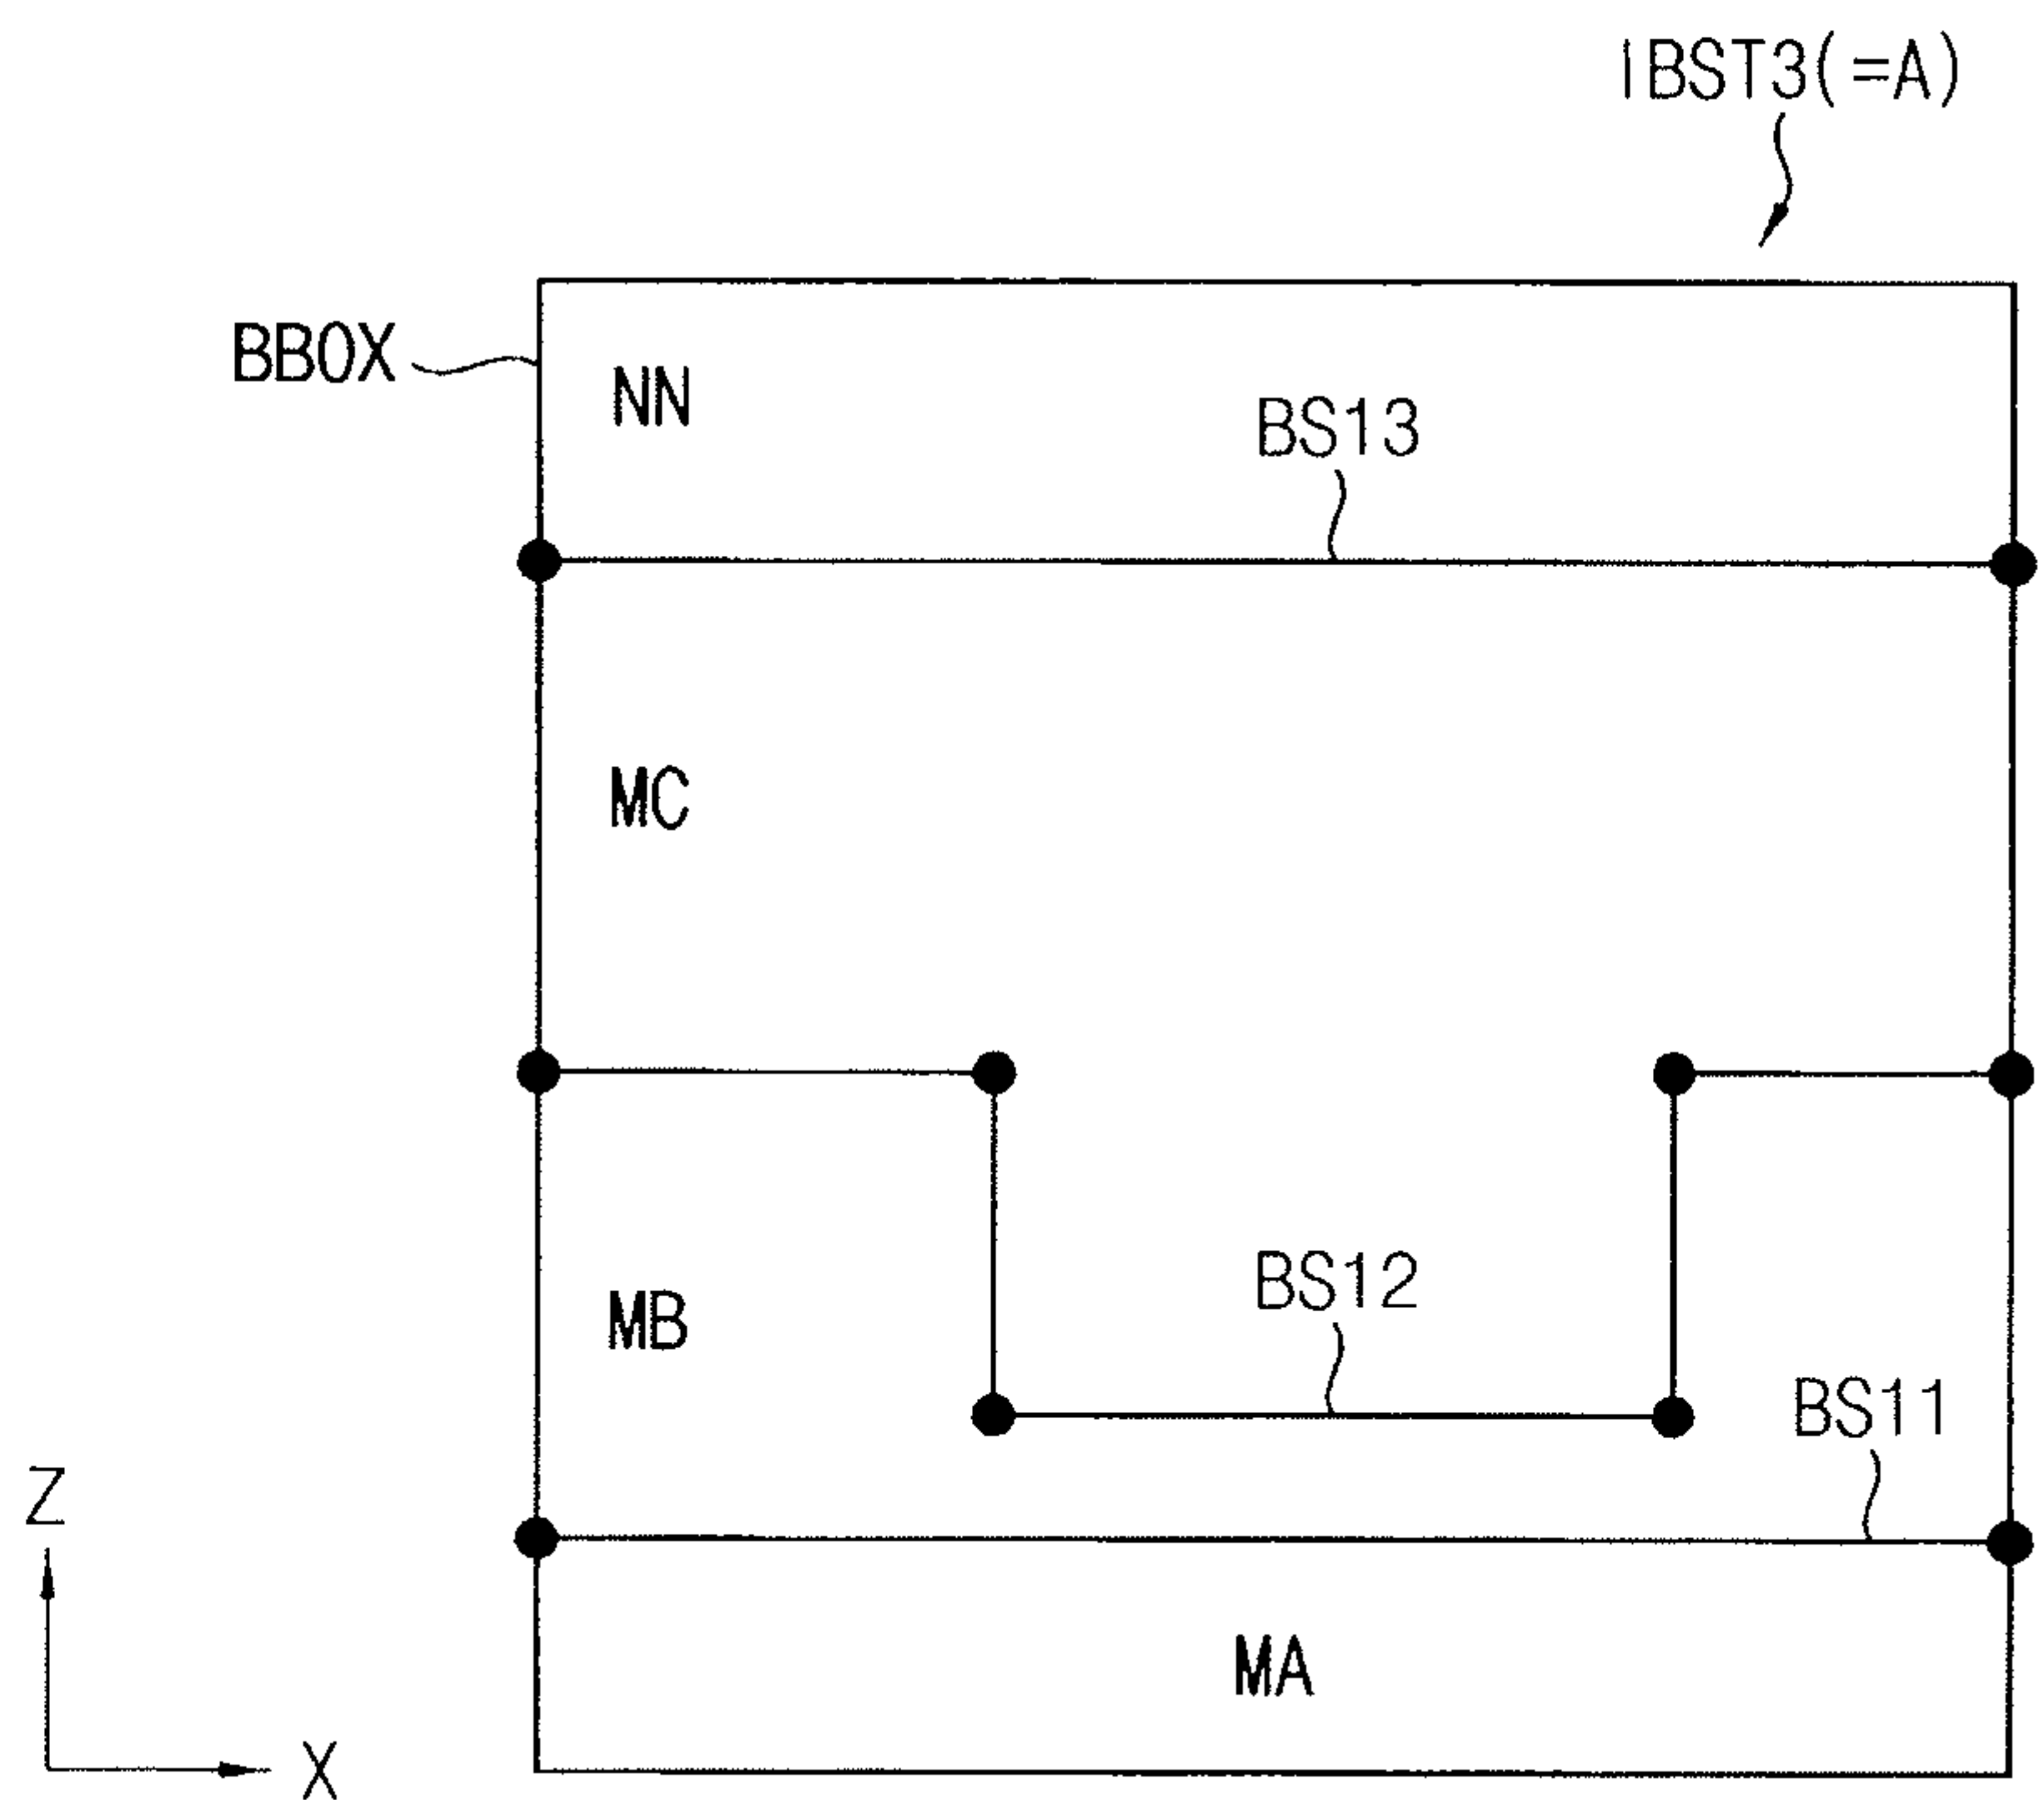 IBST3(=A)
BBOX
NN
BS13
MC
BS12
MB
BS11
Z
MA
X